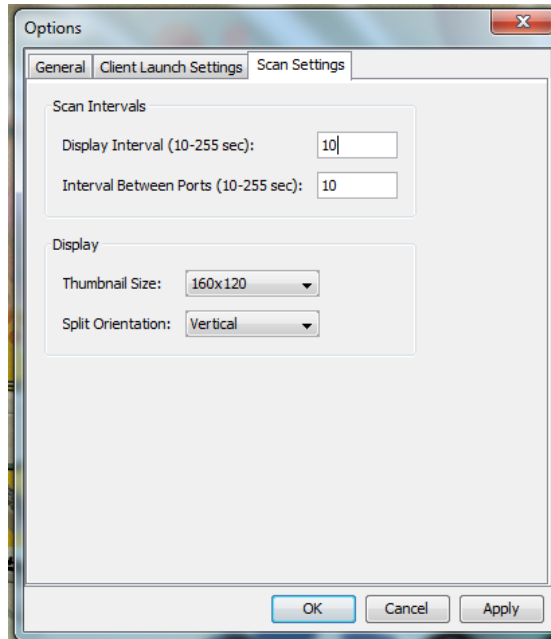 Options
General Client Launch Settings Scan Settings
Scan Intervals
Display Interval (10-255 sec): 10
Interval Between Ports (10-255 sec): 10
Display
Thumbnail Size: 160x120
Split Orientation: Vertical
OK Cancel Apply